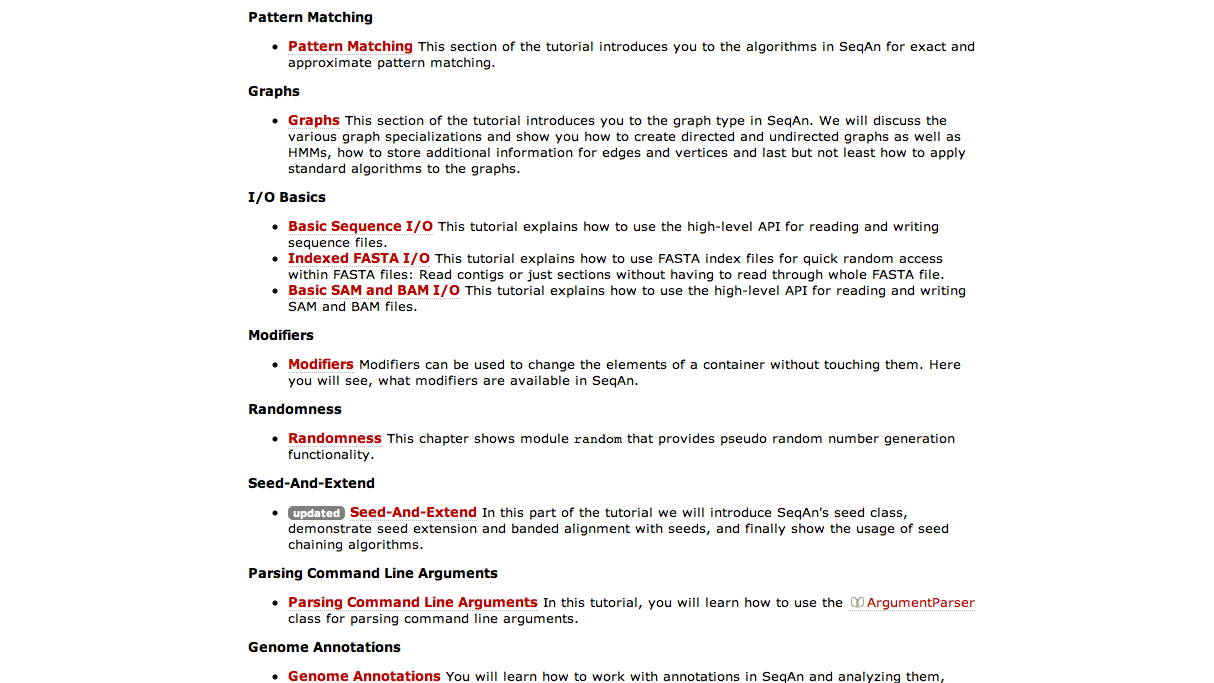 Pattern Matching
Pattern Matching This section of the tutorial introduces you to the algorithms in SeqAn for exact and
approximate pattern matching.
Graphs
Graphs This section of the tutorial introduces you to the graph type in SeqAn. We will discuss the
various graph specializations and show you how to create directed and undirected graphs as well as
HMMs, how to store additional information for edges and vertices and last but not least how to apply
standard algorithms to the graphs.
I/O Basics
Basic Sequence I/O This tutorial explains how to use the high-level API for reading and writing
sequence files.
Indexed FASTA I/O This tutorial explains how to use FASTA index files for quick random access
within FASTA files: Read contigs or just sections without having to read through whole FASTA file.
Basic SAM and BAM I/O This tutorial explains how to use the high-level API for reading and writing
SAM and BAM files.
Modifiers
Modifiers Modifiers can be used to change the elements of a container without touching them. Here
you will see, what modifiers are available in SeqAn.
Randomness
Randomness This chapter shows module random that provides pseudo random number generation
functionality.
Seed-And-Extend
updated Seed-And-Extend In this part of the tutorial we will introduce SeqAn's seed class,
demonstrate seed extension and banded alignment with seeds, and finally show the usage of seed
chaining algorithms.
Parsing Command Line Arguments
Parsing Command Line Arguments In this tutorial, you will learn how to use the ArgumentParser
class for parsing command line arguments.
Genome Annotations
Genome Annotations You will learn how to work with annotations in SeqAn and analyzing them,